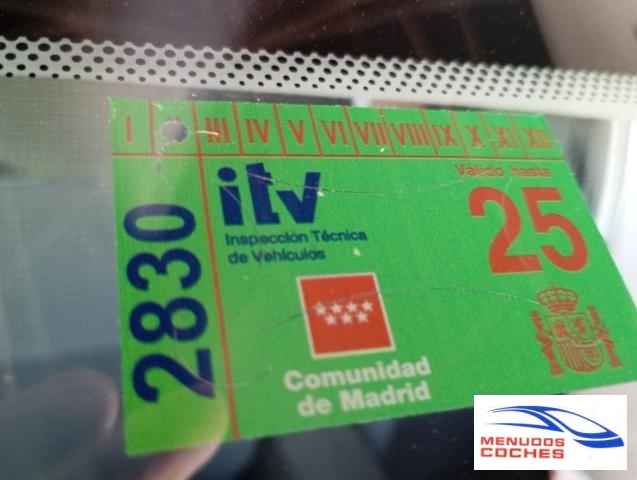 I III IV V VI VII VIII IX X XI XII
2830
itv
Inspección Técnica
de Vehículos
Válido hasta
25
Comunidad
de Madrid
MENUDOS
COCHES